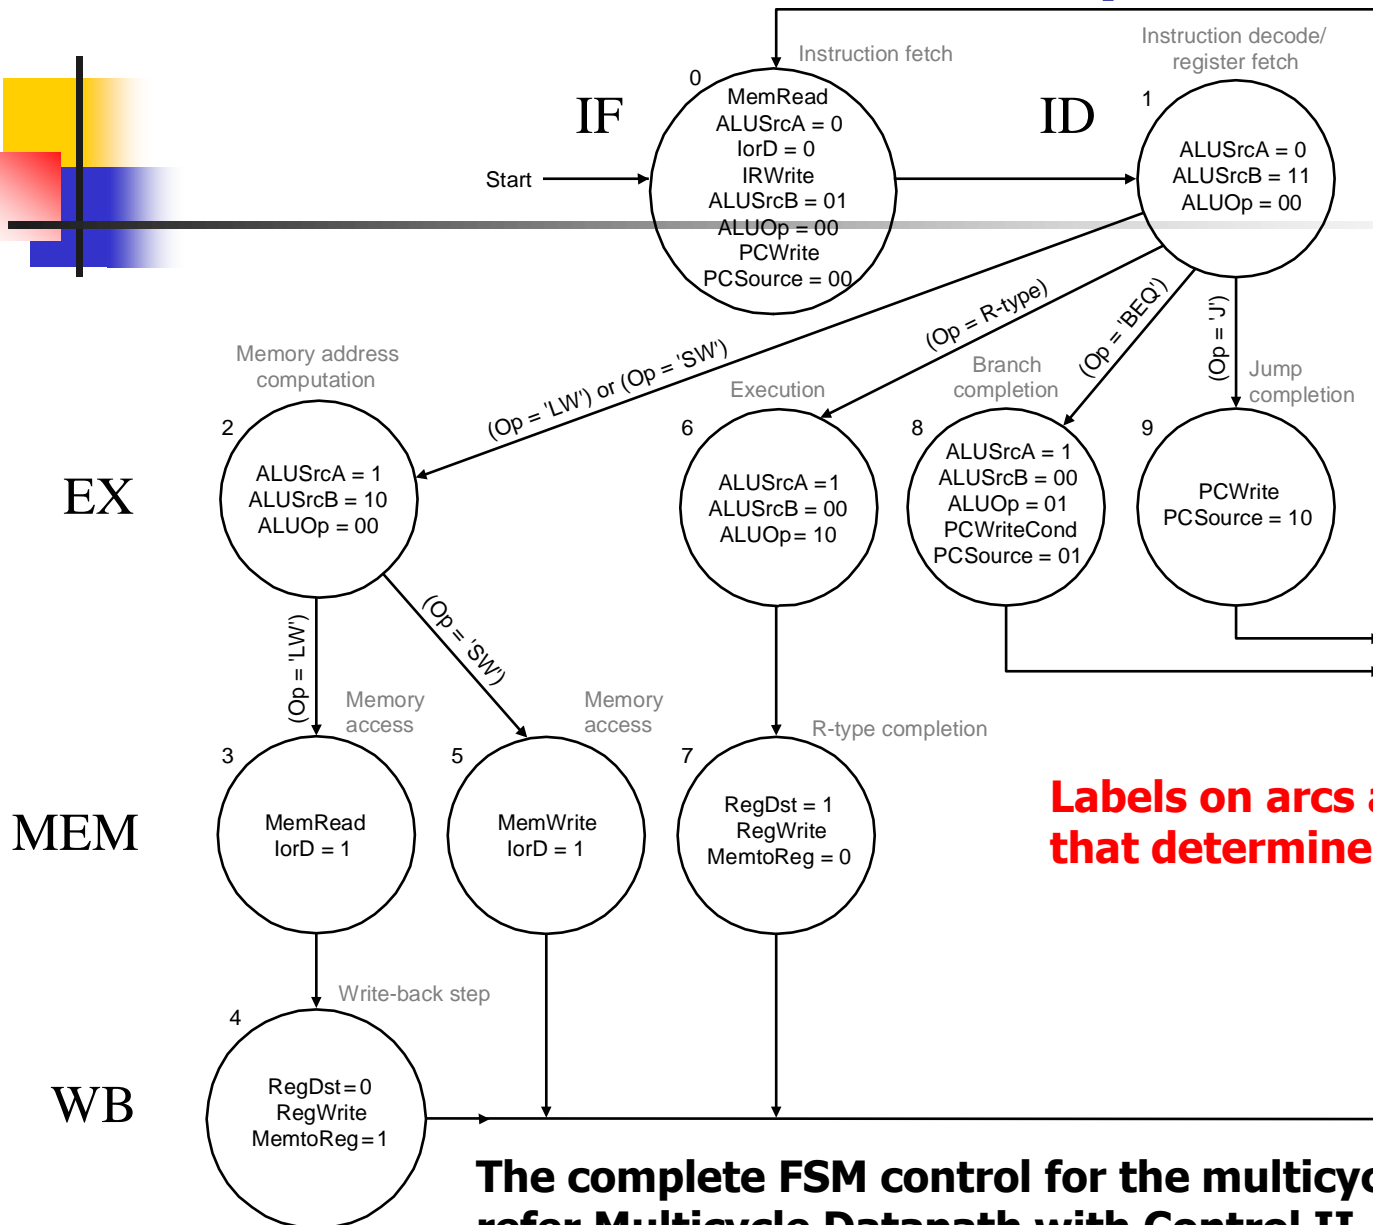 Instruction fetch
Instruction decode/
register fetch
0
1
IF
ID
MemRead
ALUSrcA = 0
IorD = 0
IRWrite
ALUSrcB = 01
ALUOp = 00
PCWrite
PCSource = 00
Start
ALUSrcA = 0
ALUSrcB = 11
ALUOp = 00
(Op = 'LW') or (Op = 'SW')
(Op = R-type)
(Op = 'BEQ')
(Op = 'J')
Memory address
computation
Execution
Branch
completion
Jump
completion
2
6
8
9
EX
ALUSrcA = 1
ALUSrcB = 10
ALUOp = 00
ALUSrcA =1
ALUSrcB = 00
ALUOp= 10
ALUSrcA = 1
ALUSrcB = 00
ALUOp = 01
PCWriteCond
PCSource = 01
PCWrite
PCSource = 10
(Op = 'LW')
(Op = 'SW')
Memory
access
Memory
access
R-type completion
3
5
7
MEM
MemRead
IorD = 1
MemWrite
IorD = 1
RegDst = 1
RegWrite
MemtoReg = 0
Labels on arcs a
that determine
Write-back step
4
WB
RegDst=0
RegWrite
MemtoReg=1
The complete FSM control for the multicyc
refer Multicycle Datapath with Control II